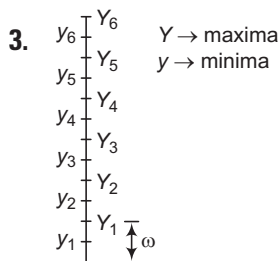 3.
Y₆
y₆
Y → maxima
y → minima
Y₅
y₅
Y₄
y₄
Y₃
y₃
Y₂
y₂
Y₁
ω
y₁